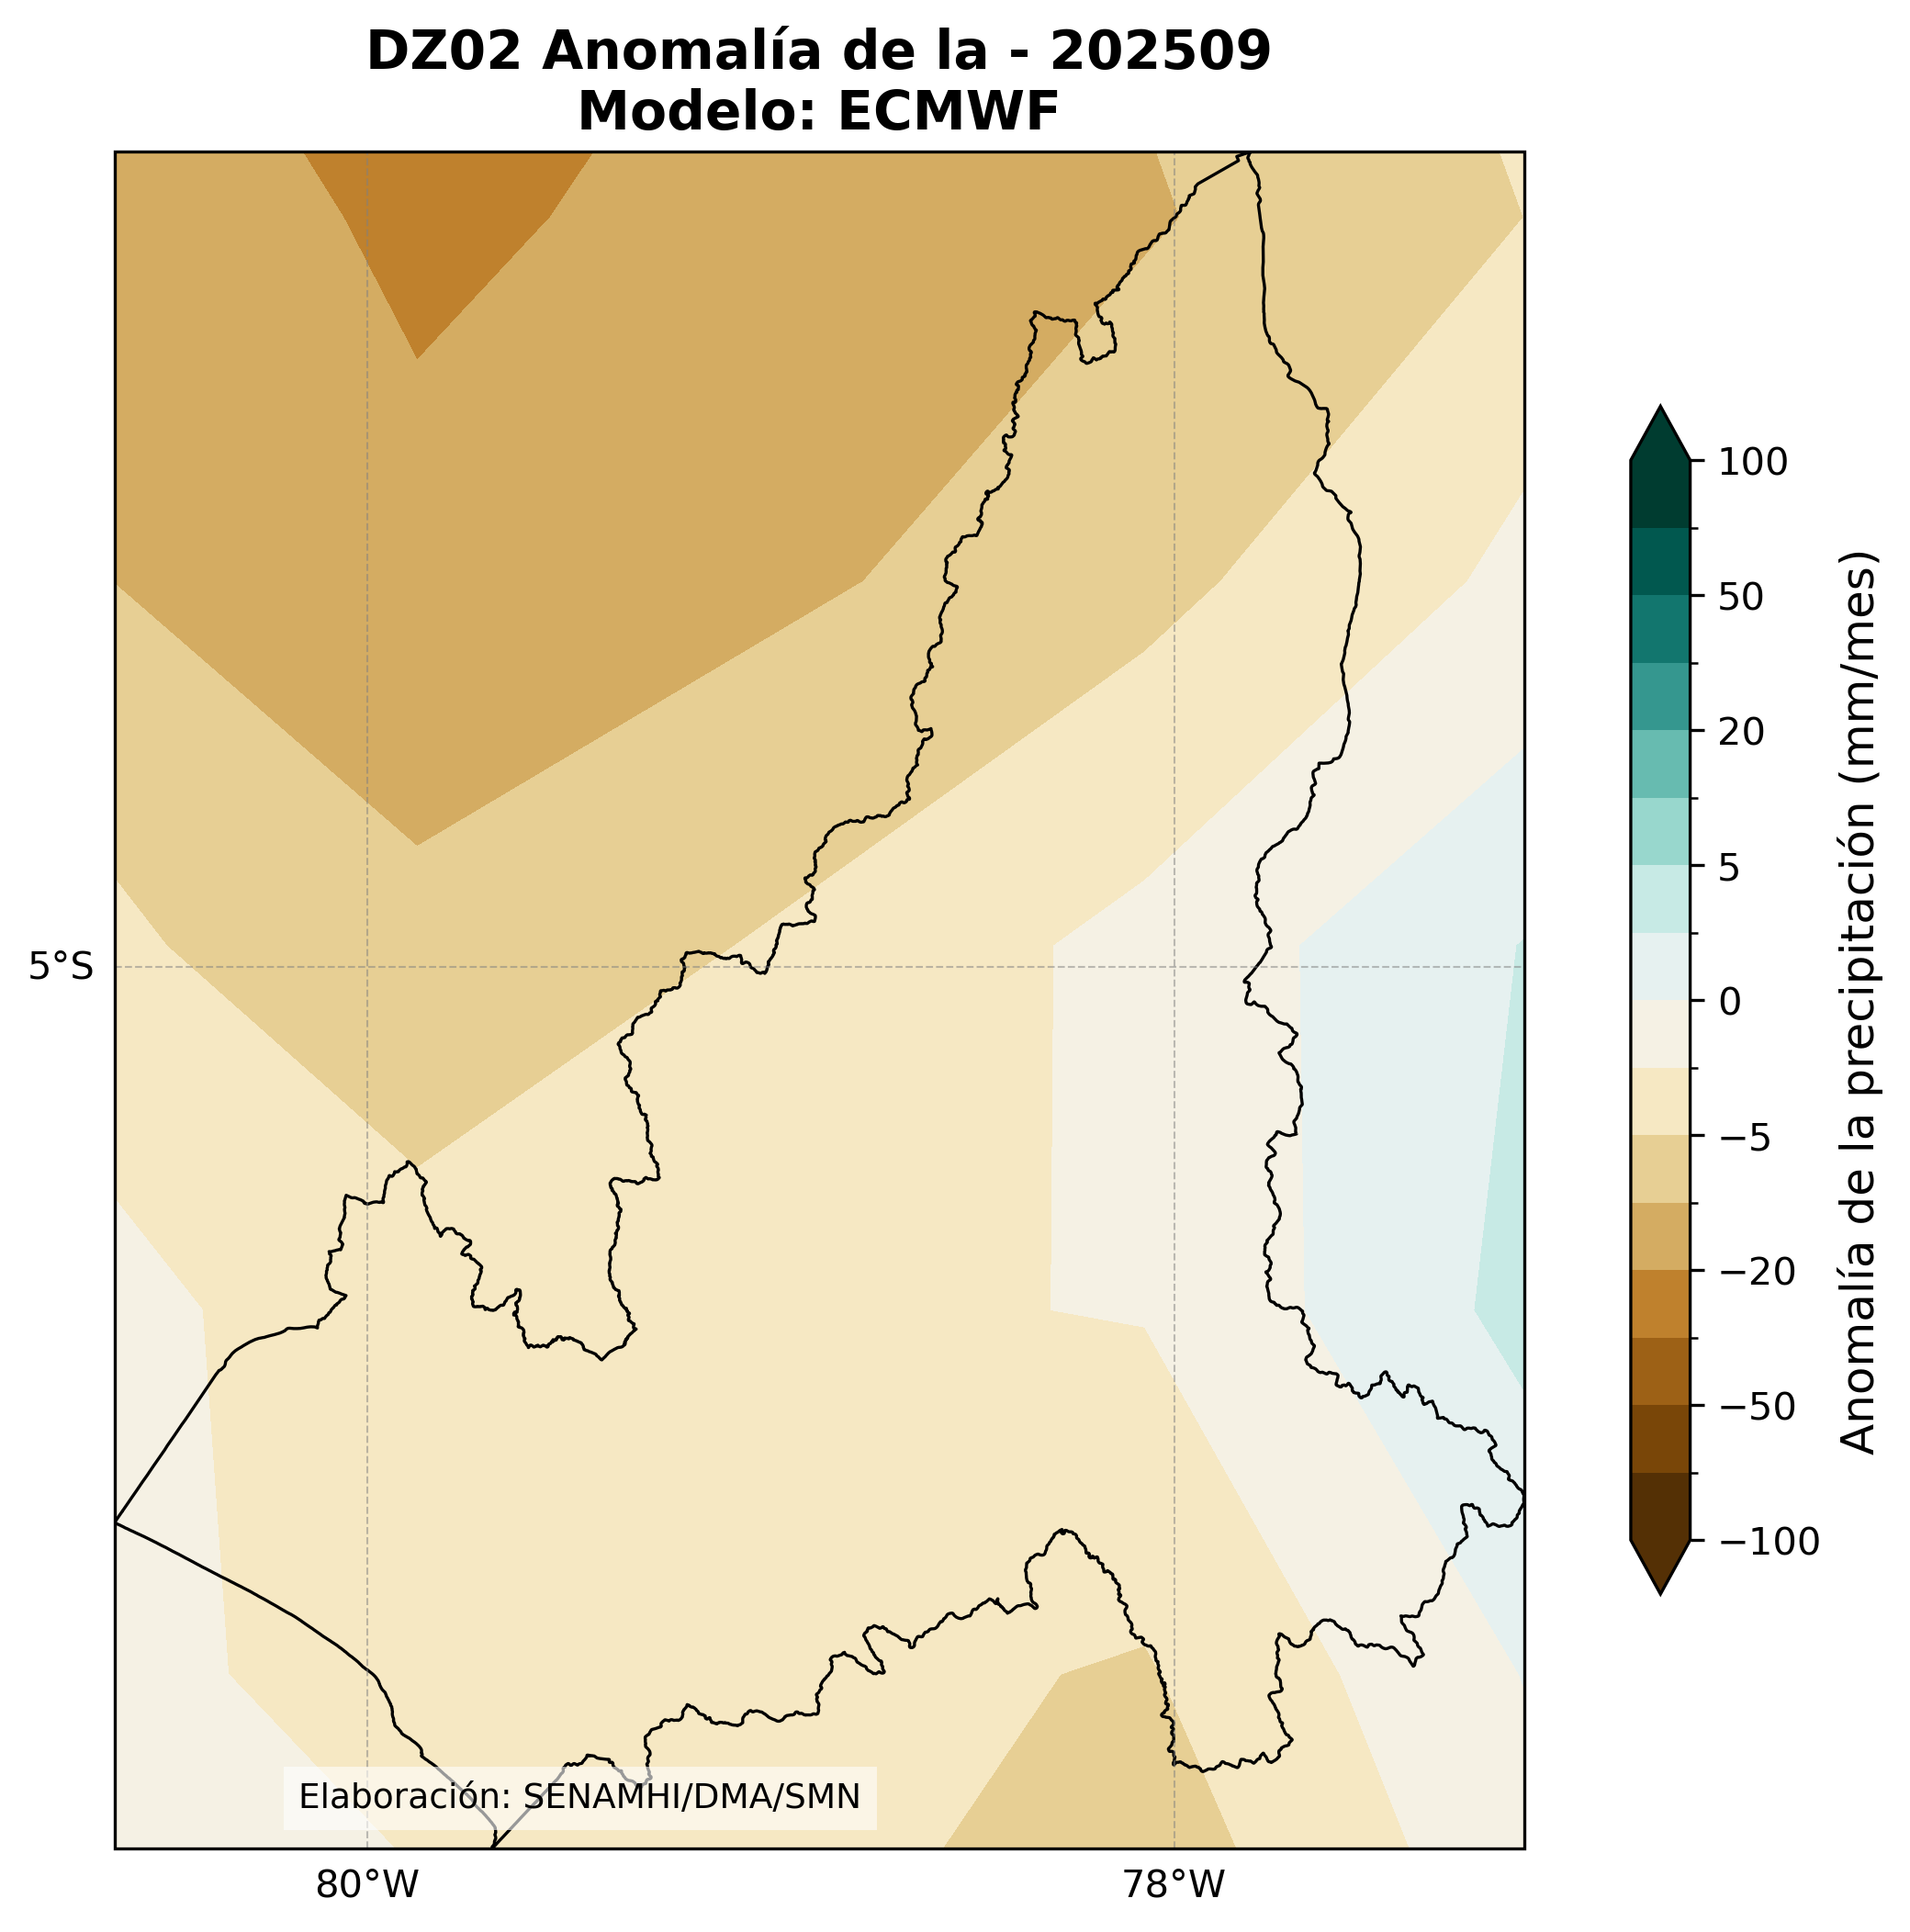 DZ02 Anomalía de la - 202509
Modelo: ECMWF
5°S
80°W
78°W
Elaboración: SENAMHI/DMA/SMN
100
50
20
5
0
−5
−20
−50
−100
Anomalía de la precipitación (mm/mes)